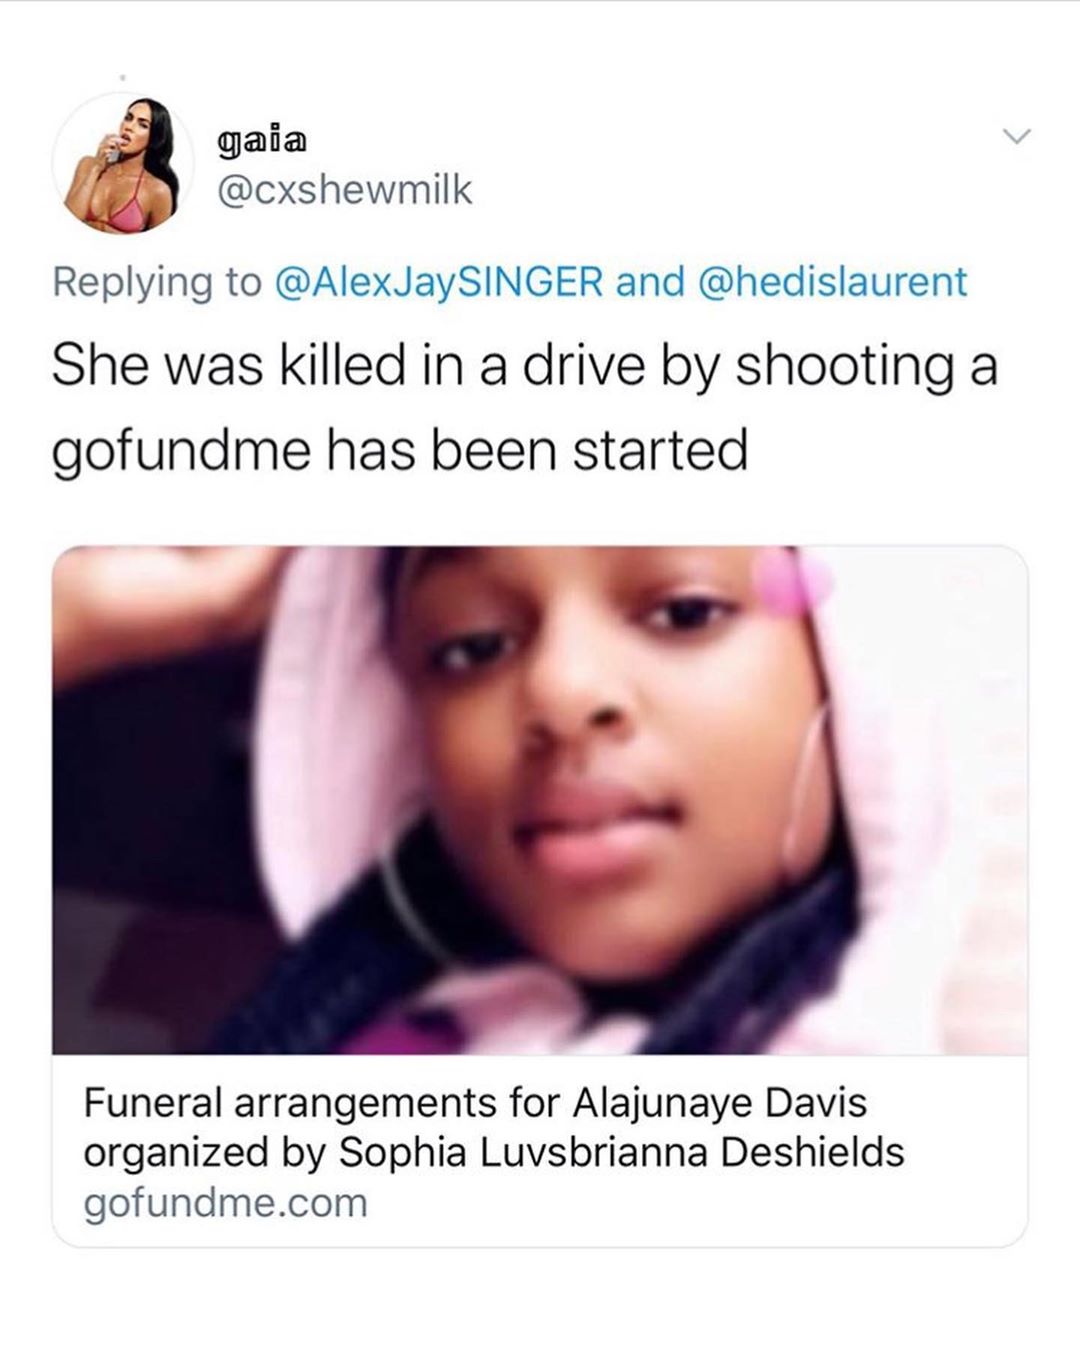 gaia
@cxshewmilk
Replying to @AlexJaySINGER and @hedislaurent
She was killed in a drive by shooting a
gofundme has been started
Funeral arrangements for Alajunaye Davis
organized by Sophia Luvsbrianna Deshields
gofundme.com